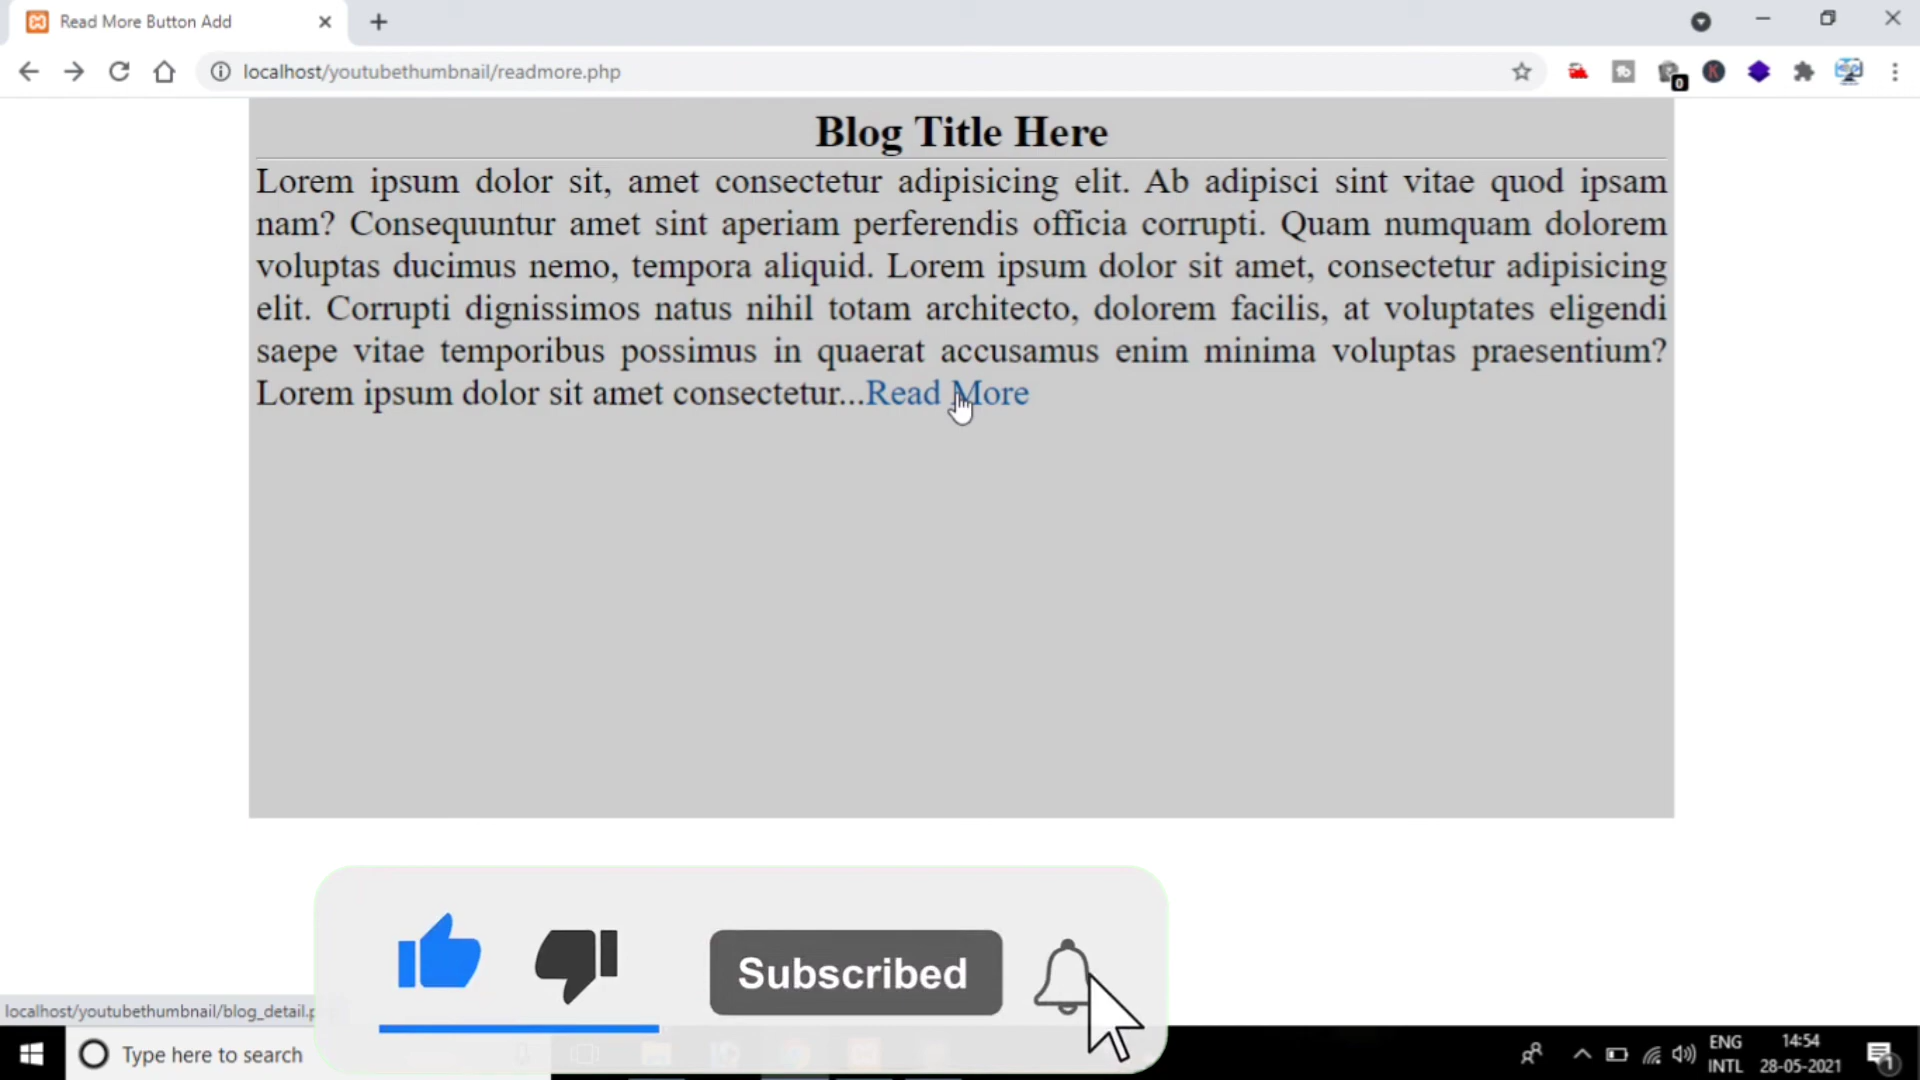 Read More Button Add
localhost/youtubethumbnail/readmore.php
0
Blog Title Here
Lorem ipsum dolor sit, amet consectetur adipisicing elit. Ab adipisci sint vitae quod ipsam
nam? Consequuntur amet sint aperiam perferendis officia corrupti. Quam numquam dolorem
voluptas ducimus nemo, tempora aliquid. Lorem ipsum dolor sit amet, consectetur adipisicing
elit. Corrupti dignissimos natus nihil totam architecto, dolorem facilis, at voluptates eligendi
saepe vitae temporibus possimus in quaerat accusamus enim minima voluptas praesentium?
Lorem ipsum dolor sit amet consectetur...Read More
Subscribed
localhost/youtubethumbnail/blog_detail.p
Type here to search
ENG
INTL
14:54
28-05-2021
1